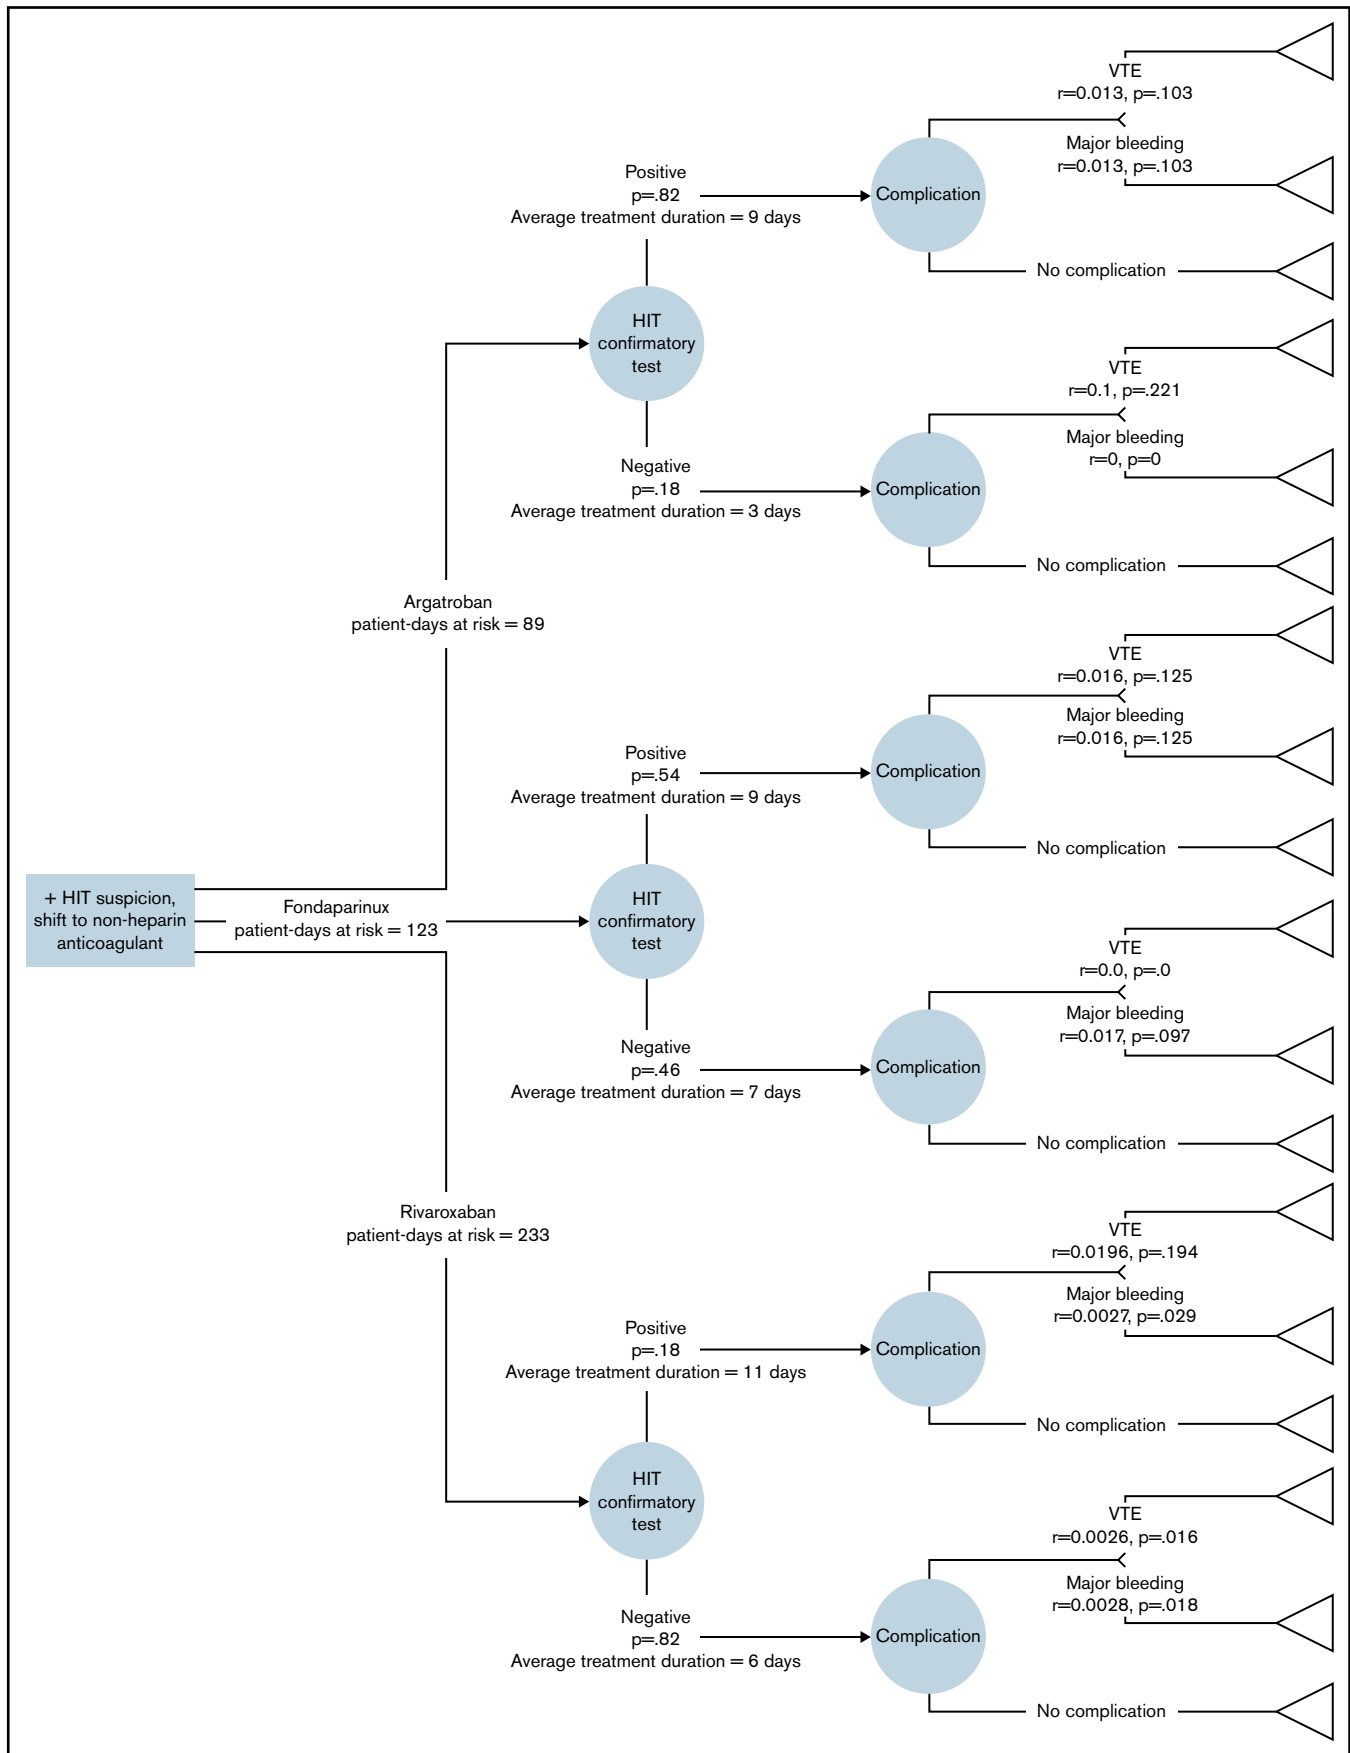 VTE
r=0.013, p=.103
Major bleeding
r=0.013, p=.103
Positive
p=.82
Average treatment duration = 9 days
Complication
No complication
HIT
confirmatory
test
VTE
r=0.1, p=.221
Major bleeding
r=0, p=0
Negative
p=.18
Average treatment duration = 3 days
Complication
No complication
Argatroban
patient-days at risk = 89
VTE
r=0.016, p=.125
Major bleeding
r=0.016, p=.125
Positive
p=.54
Average treatment duration = 9 days
Complication
No complication
+ HIT suspicion,
shift to non-heparin
anticoagulant
Fondaparinux
patient-days at risk = 123
HIT
confirmatory
test
VTE
r=0.0, p=.0
Major bleeding
r=0.017, p=.097
Negative
p=.46
Average treatment duration = 7 days
Complication
No complication
Rivaroxaban
patient-days at risk = 233
VTE
r=0.0196, p=.194
Major bleeding
r=0.0027, p=.029
Positive
p=.18
Average treatment duration = 11 days
Complication
No complication
HIT
confirmatory
test
VTE
r=0.0026, p=.016
Major bleeding
r=0.0028, p=.018
Negative
p=.82
Average treatment duration = 6 days
Complication
No complication